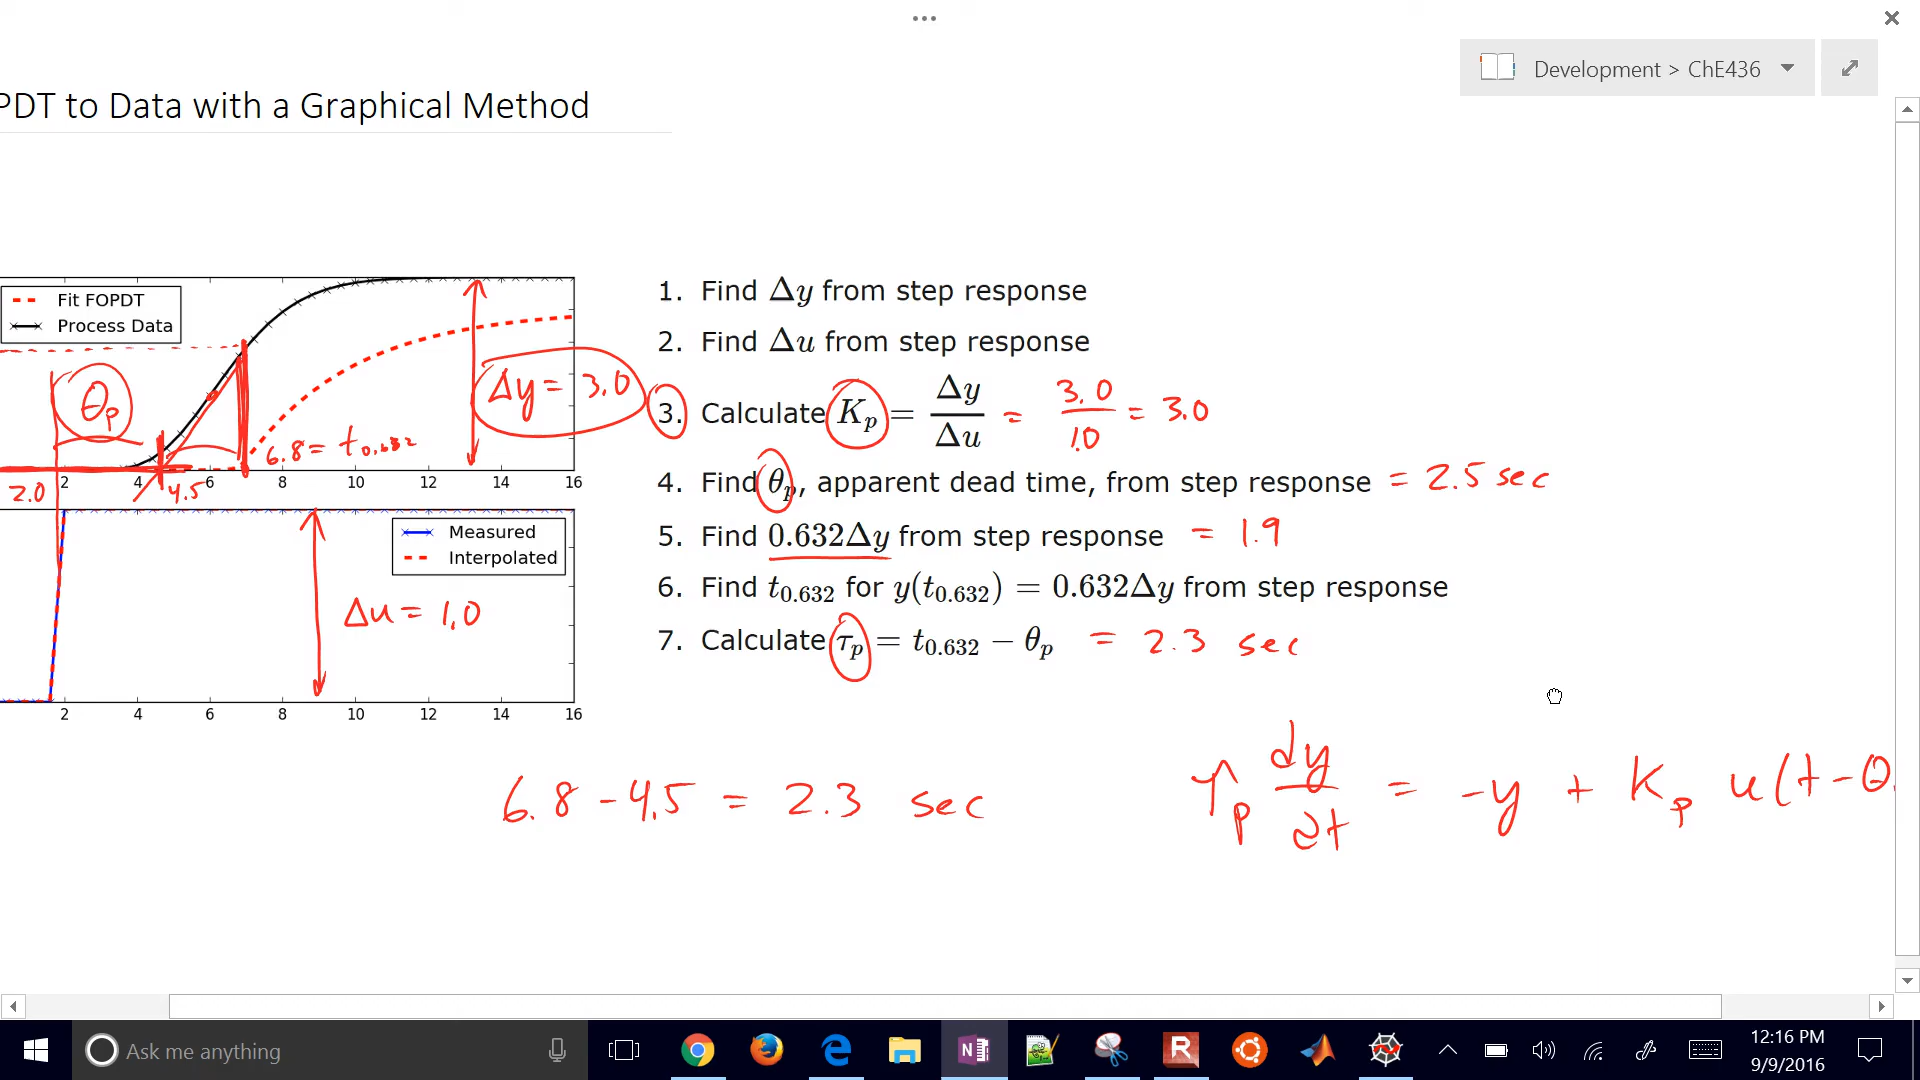 ...
Development > ChE436
PDT to Data with a Graphical Method
Fit FOPDT
Process Data
θp
Δy = 3.0
6.8 = t0.632
2.0
4.5
2 4 6 8 10 12 14 16
Measured
Interpolated
Δu = 1.0
2 4 6 8 10 12 14 16
1. Find Δy from step response
2. Find Δu from step response
3. Calculate Kp = Δy/Δu = 3.0/1.0 = 3.0
4. Find θp, apparent dead time, from step response = 2.5 sec
5. Find 0.632Δy from step response = 1.9
6. Find t0.632 for y(t0.632) = 0.632Δy from step response
7. Calculate τp = t0.632 − θp = 2.3 sec
6.8 - 4.5 = 2.3 sec
τp dy/dt = -y + Kp u(t-θ
Ask me anything
12:16 PM
9/9/2016